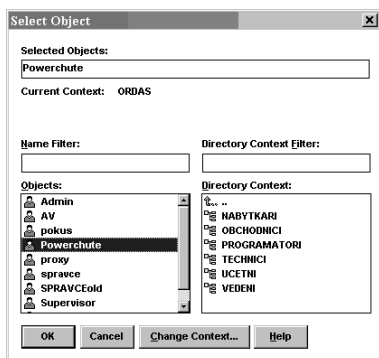 Select Object
Selected Objects:
Powerchute
Current Context: ORDAS
Name Filter:
Directory Context Filter:
Objects:
Admin
AV
pokus
Powerchute
proxy
spravce
SPRAVCEold
Supervisor
Directory Context:
..
NABYTKARI
OBCHODNICI
PROGRAMATORI
TECHNICI
UCETNI
VEDENI
OK
Cancel
Change Context...
Help